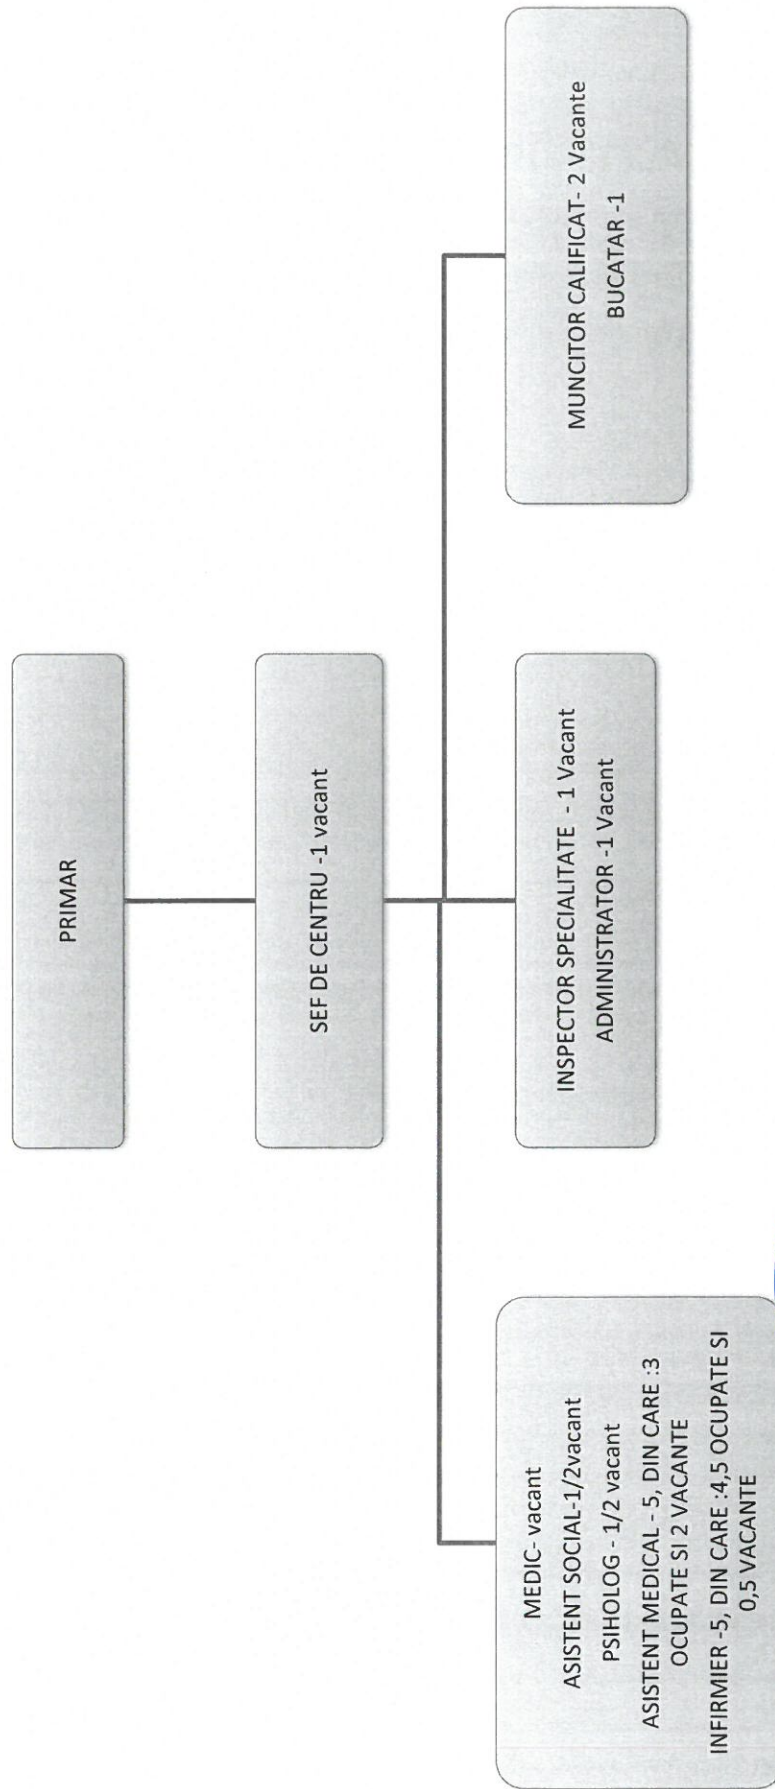 PRIMAR
SEF DE CENTRU -1 vacant
MEDIC- vacant
ASISTENT SOCIAL-1/2vacant
PSIHOLOG - 1/2 vacant
ASISTENT MEDICAL - 5, DIN CARE :3
OCUPATE SI 2 VACANTE
INFIRMIER -5, DIN CARE :4,5 OCUPATE SI
0,5 VACANTE
INSPECTOR SPECIALITATE - 1 Vacant
ADMINISTRATOR -1 Vacant
MUNCITOR CALIFICAT- 2 Vacante
BUCATAR -1